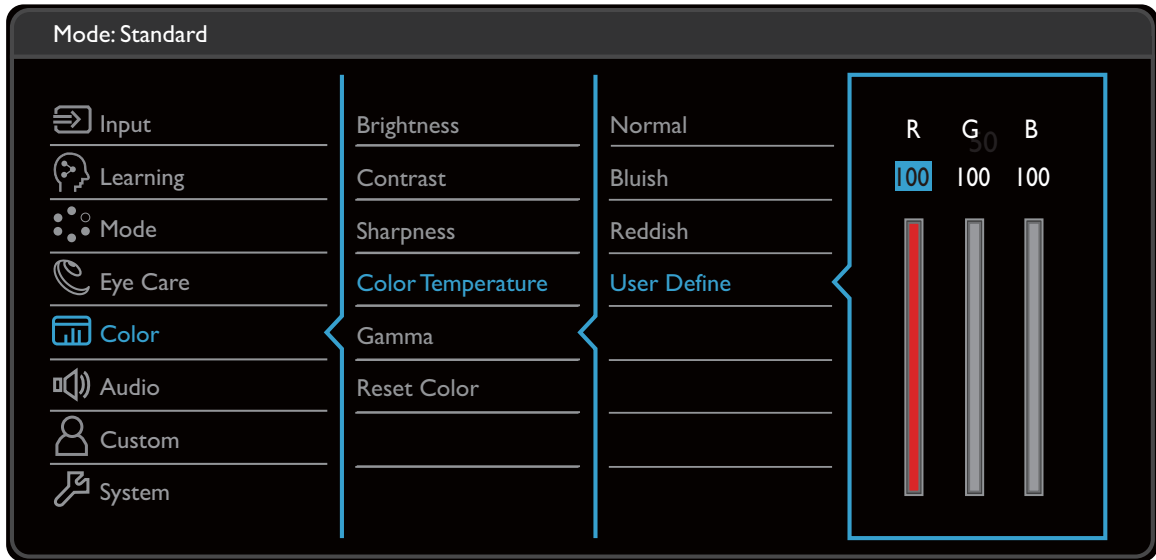 Mode: Standard
Input
Learning
Mode
Eye Care
Color
Audio
Custom
System
Brightness
Contrast
Sharpness
Color Temperature
Gamma
Reset Color
Normal
Bluish
Reddish
User Define
R G B
50
100 100 100